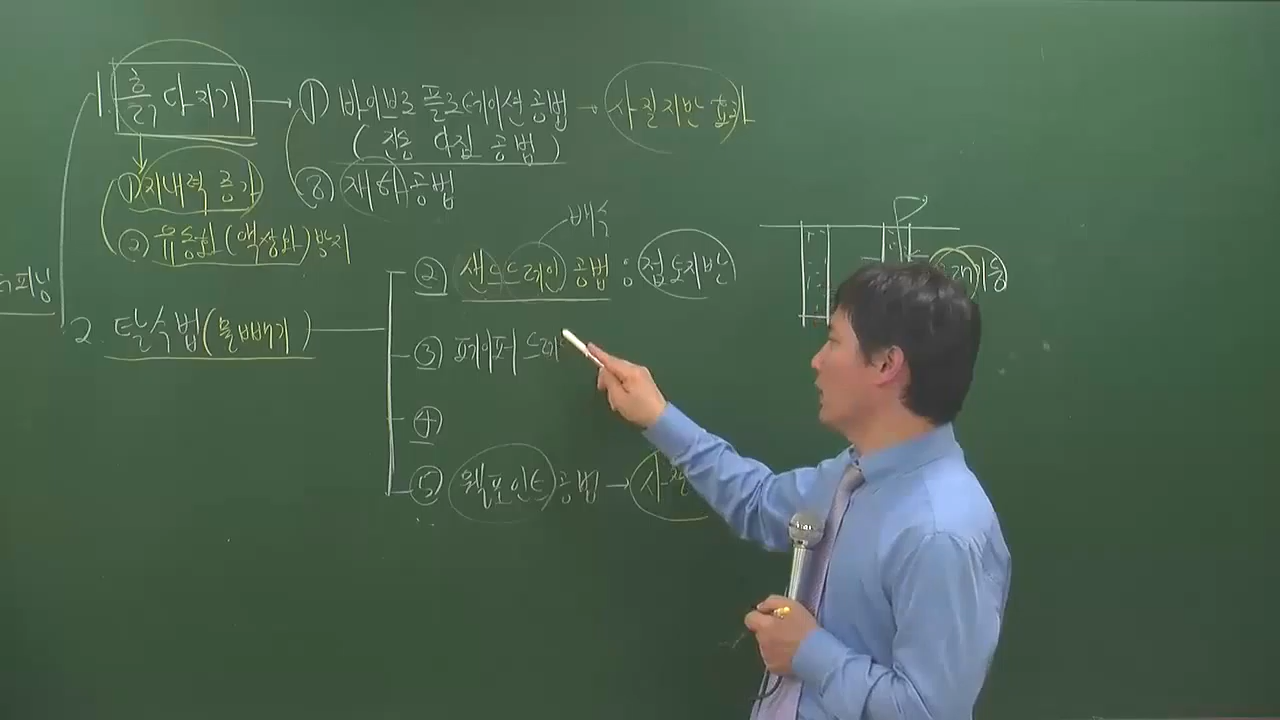 1. 흙다지기 → ① 바이브로 플로테이션 공법 → 사질지반 효과
( 진동 다짐 공법 )
① 지내력 증가
③ 재하공법
② 유동화(액상화)방지
배수
② 샌드드레인 공법 : 점토지반
2. 탈수법(물빼기)
③ 페이퍼 드레
④
⑤ 웰포인트 공법 → 사질